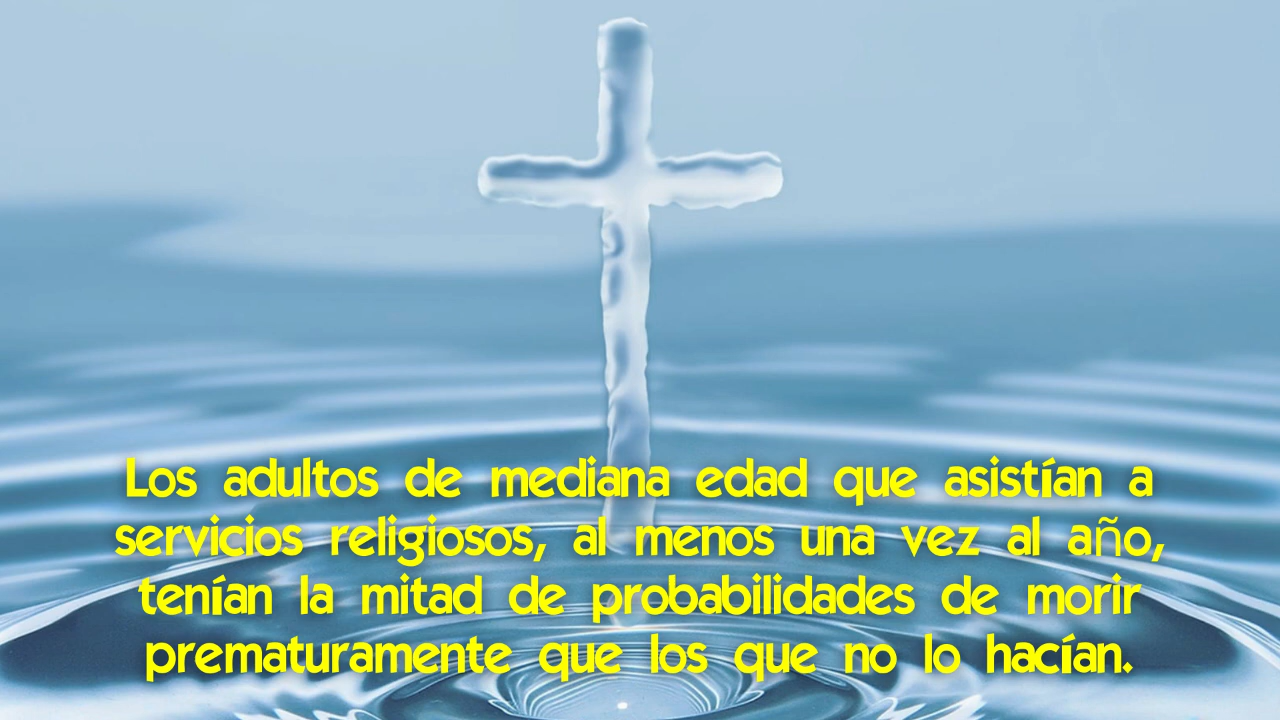 Los adultos de mediana edad que asistían a
servicios religiosos, al menos una vez al año,
tenían la mitad de probabilidades de morir
prematuramente que los que no lo hacían.